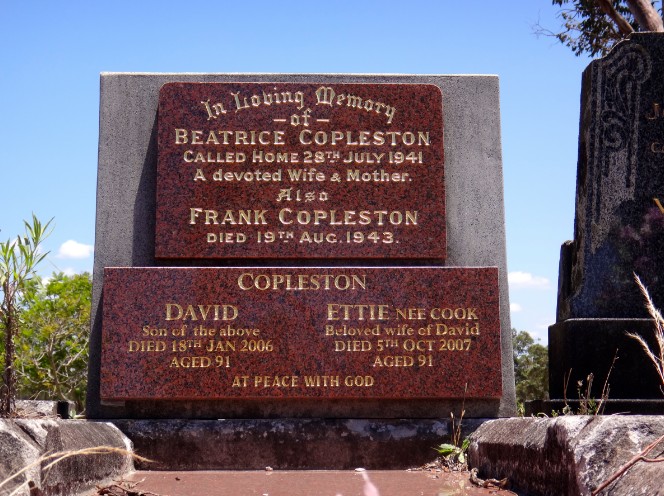 In Loving Memory
- of -
BEATRICE COPLESTON
CALLED HOME 28TH JULY 1941
A DEVOTED WIFE & MOTHER.
Also
FRANK COPLESTON
DIED 19TH AUG. 1943.
COPLESTON
DAVID
Son of the above
DIED 18TH JAN 2006
AGED 91
ETTIE NEE COOK
Beloved wife of David
DIED 5TH OCT 2007
AGED 91
AT PEACE WITH GOD